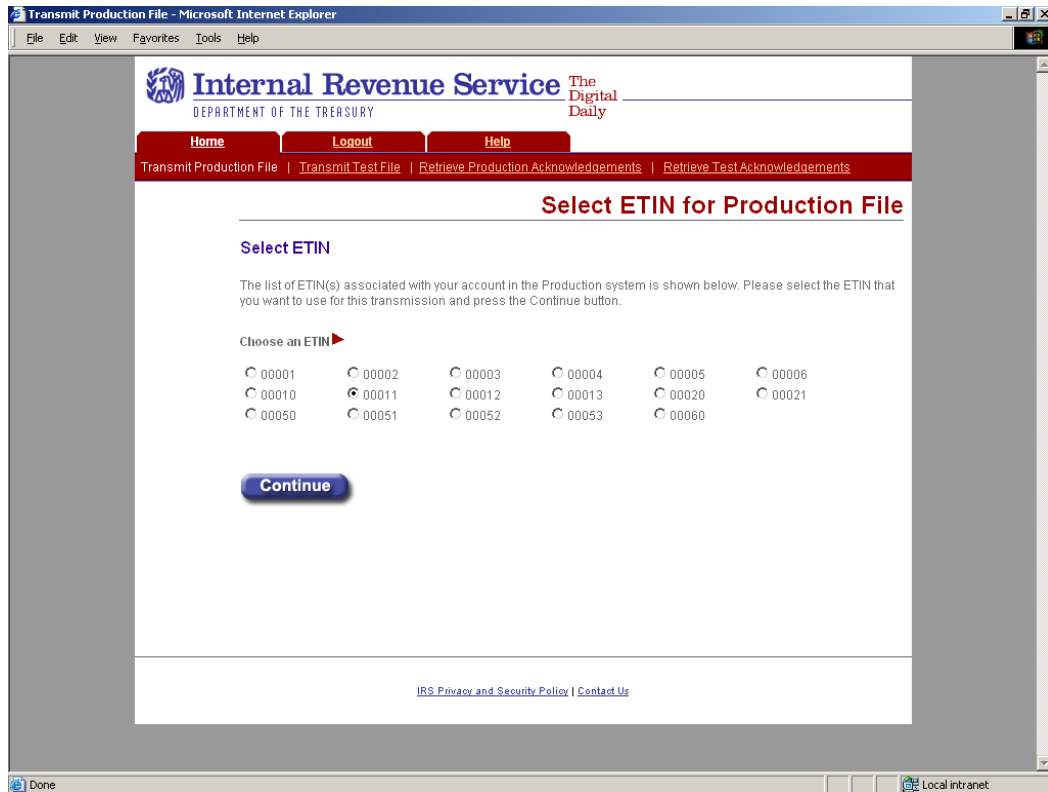 Transmit Production File - Microsoft Internet Explorer
File Edit View Favorites Tools Help
Internal Revenue Service
DEPARTMENT OF THE TREASURY
The
Digital
Daily
Home Logout Help
Transmit Production File | Transmit Test File | Retrieve Production Acknowledgements | Retrieve Test Acknowledgements
Select ETIN for Production File
Select ETIN
The list of ETIN(s) associated with your account in the Production system is shown below. Please select the ETIN that
you want to use for this transmission and press the Continue button.
Choose an ETIN
00001 00002 00003 00004 00005 00006
00010 00011 00012 00013 00020 00021
00050 00051 00052 00053 00060
Continue
IRS Privacy and Security Policy | Contact Us
Done Local intranet